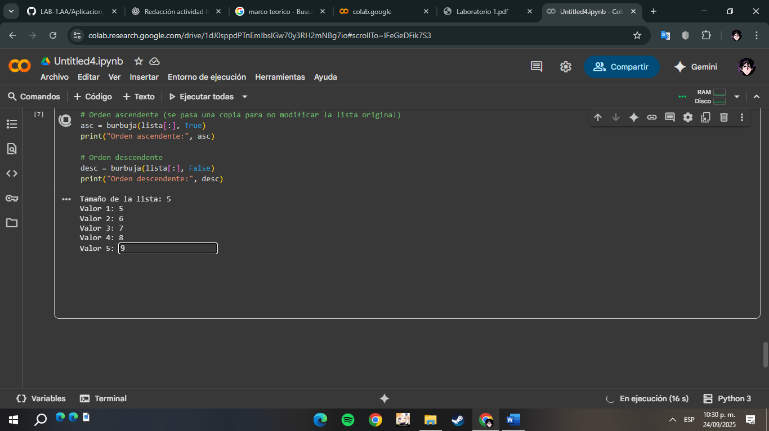 LAB-1.AA/Aplicacion
Redacción actividad I
marco teorico - Busc
colab.google
Laboratorio 1.pdf
Untitled4.ipynb - Col
colab.research.google.com/drive/1dJ0sppdPTnEmlbslGw70y3RH2mNBg7io#scrollTo=IFeGeDFik7S3
Untitled4.ipynb
Archivo Editar Ver Insertar Entorno de ejecución Herramientas Ayuda
Compartir
Gemini
Comandos + Código + Texto Ejecutar todas
RAM
Disco
[7]
# Orden ascendente (se pasa una copia para no modificar la lista original)
asc = burbuja(lista[:], True)
print("Orden ascendente:", asc)
# Orden descendente
desc = burbuja(lista[:], False)
print("Orden descendente:", desc)
Tamaño de la lista: 5
Valor 1: 5
Valor 2: 6
Valor 3: 7
Valor 4: 8
Valor 5: 9
Variables Terminal
En ejecución (16 s) Python 3
ESP
10:30 p. m.
24/09/2025